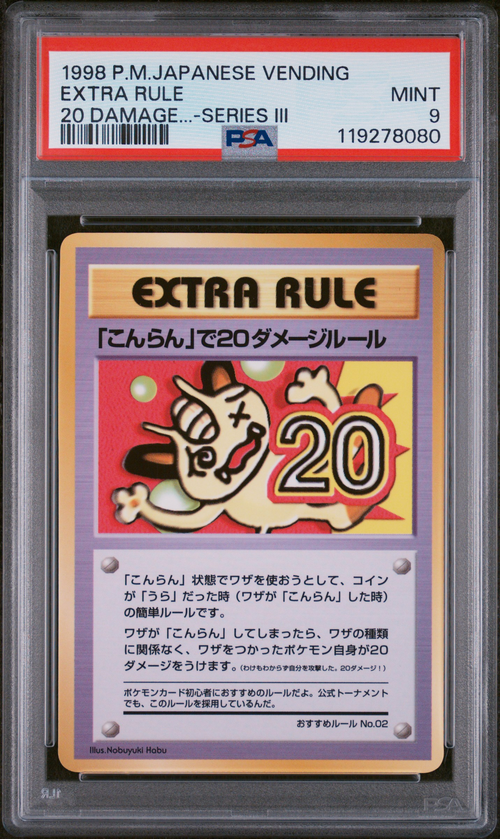 1998 P.M.JAPANESE VENDING
EXTRA RULE
MINT
20 DAMAGE...-SERIES III
9
PSA
119278080
EXTRA RULE
「こんらん」で20ダメージルール
20
「こんらん」状態でワザを使おうとして、コイン
が「うら」だった時（ワザが「こんらん」した時）
の簡単ルールです。
ワザが「こんらん」してしまったら、ワザの種類
に関係なく、ワザをつかったポケモン自身が20
ダメージをうけます。（わけもわからず自分を攻撃した。20ダメージ！）
ポケモンカード初心者におすすめのルールだよ。公式トーナメント
でも、このルールを採用しているんだ。
おすすめルール No.02
Illus.Nobuyuki Habu
PSA